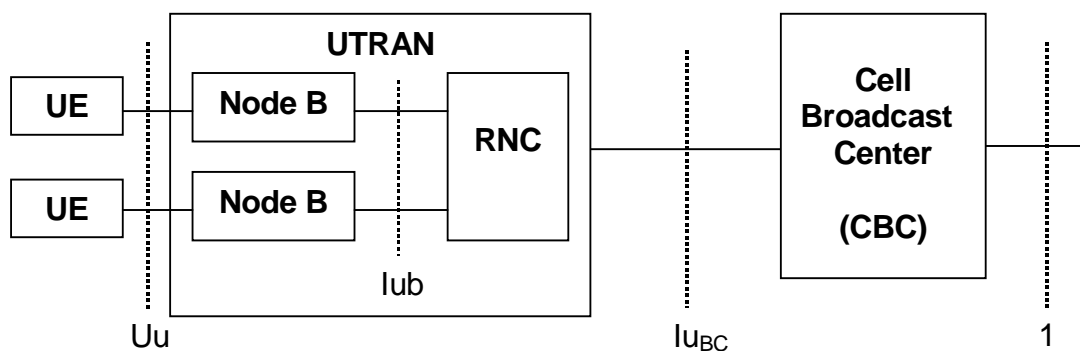 UTRAN
UE
Node B
RNC
UE
Node B
Cell
Broadcast
Center
(CBC)
Uu
Iub
IuBC
1